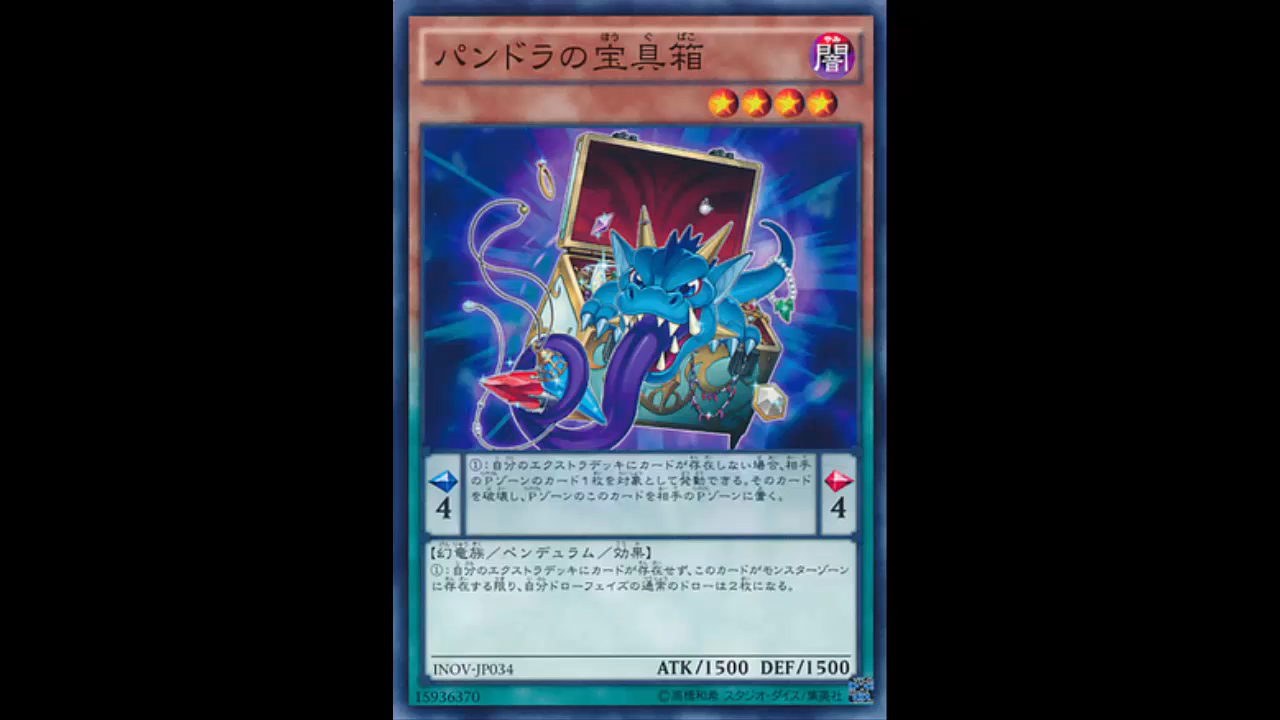 パンドラの宝具箱
ほう ぐ ばこ
闇
やみ
①:自分のエクストラデッキにカードが存在しない場合、相手
のPゾーンのカード1枚を対象として発動できる。そのカード
を破壊し、PゾーンのこのカードをI相手のPゾーンに置く。
4
4
【幻竜族/ペンデュラム/効果】
①:自分のエクストラデッキにカードが存在せず、このカードがモンスターゾーン
に存在する限り、自分ドローフェイズの通常のドローは2枚になる。
INOV-JP034
ATK/1500 DEF/1500
15936370
©高橋和希 スタジオ・ダイス/集英社